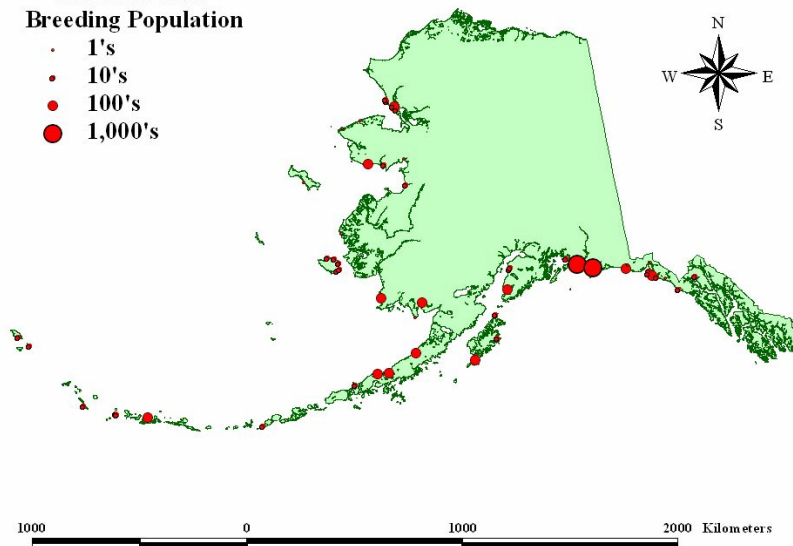 Breeding Population
1's
10's
100's
1,000's
N
W E
S
1000 0 1000 2000 Kilometers